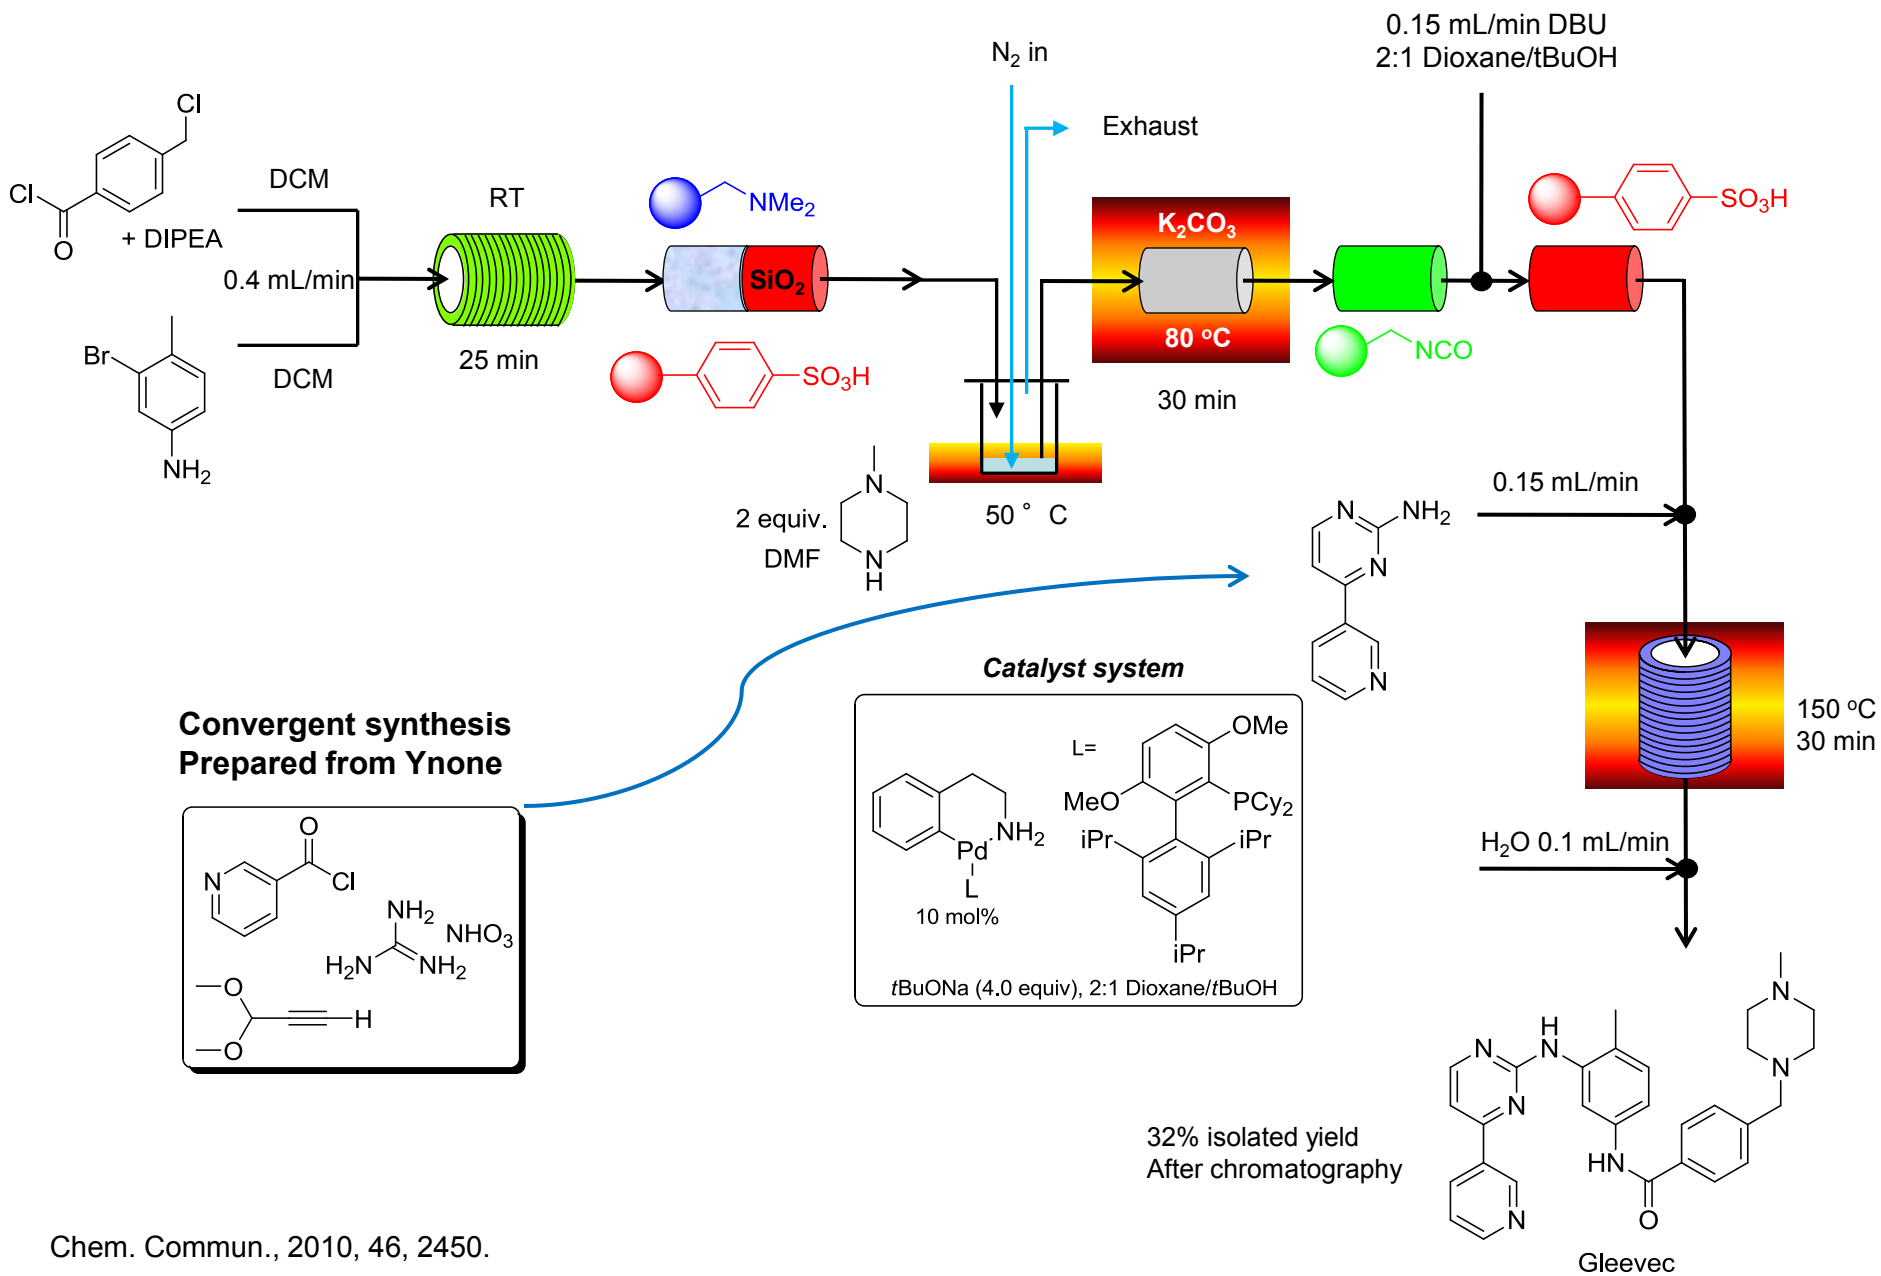 0.15 mL/min DBU
2:1 Dioxane/tBuOH
N2 in
Exhaust
Cl
Cl
O
+ DIPEA
DCM
0.4 mL/min
DCM
Br
NH2
RT
25 min
NMe2
SiO2
SO3H
K2CO3
80 oC
30 min
NCO
SO3H
50 ° C
2 equiv.
DMF
N
N
H
0.15 mL/min
N
NH2
N
N
150 oC
30 min
H2O 0.1 mL/min
Convergent synthesis
Prepared from Ynone
O
Cl
N
NH2
NHO3
H2N
NH2
O
H
O
Catalyst system
L=
OMe
MeO
PCy2
iPr
iPr
iPr
NH2
Pd
L
10 mol%
tBuONa (4.0 equiv), 2:1 Dioxane/tBuOH
N
N
H
N
N
N
N
HN
O
N
32% isolated yield
After chromatography
Gleevec
Chem. Commun., 2010, 46, 2450.